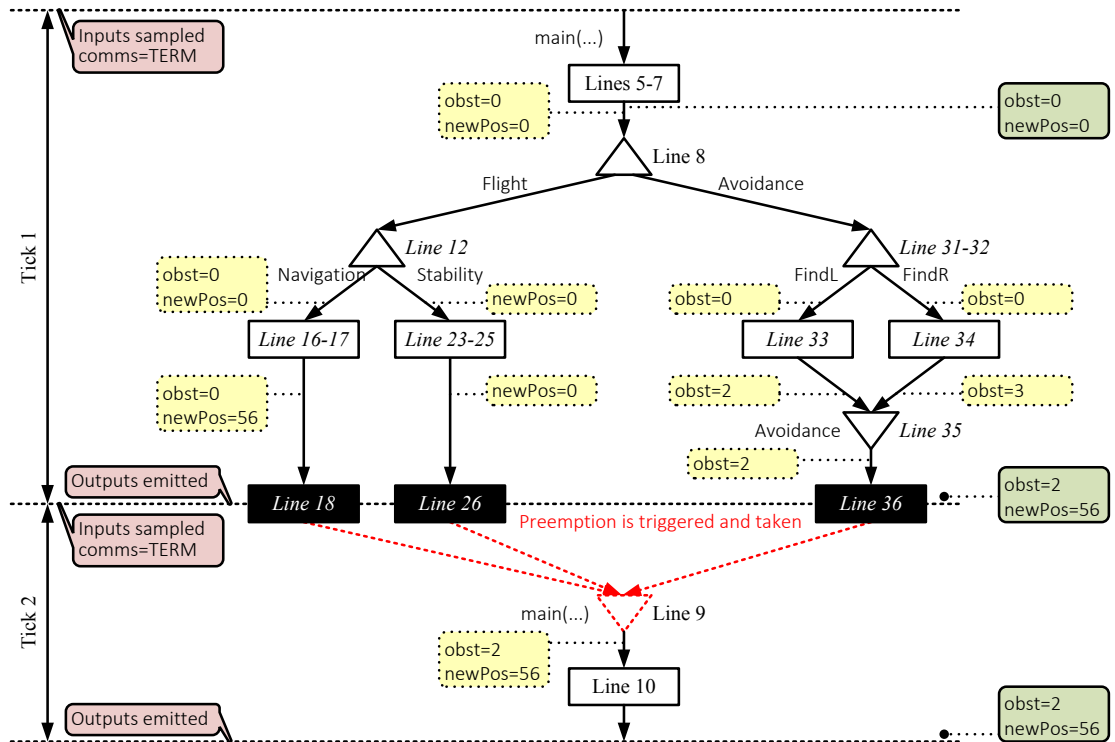 Inputs sampled
comms=TERM
main(...)
Lines 5-7
obst=0
newPos=0
obst=0
newPos=0
Line 8
Flight
Avoidance
Tick 1
Line 12
Line 31-32
Navigation
Stability
FindL
FindR
obst=0
newPos=0
newPos=0
obst=0
obst=0
Line 16-17
Line 23-25
Line 33
Line 34
obst=0
newPos=56
newPos=0
obst=2
obst=3
Avoidance
Line 35
obst=2
Outputs emitted
Line 18
Line 26
Line 36
obst=2
newPos=56
Inputs sampled
comms=TERM
Preemption is triggered and taken
Tick 2
main(...)
Line 9
obst=2
newPos=56
Line 10
Outputs emitted
obst=2
newPos=56